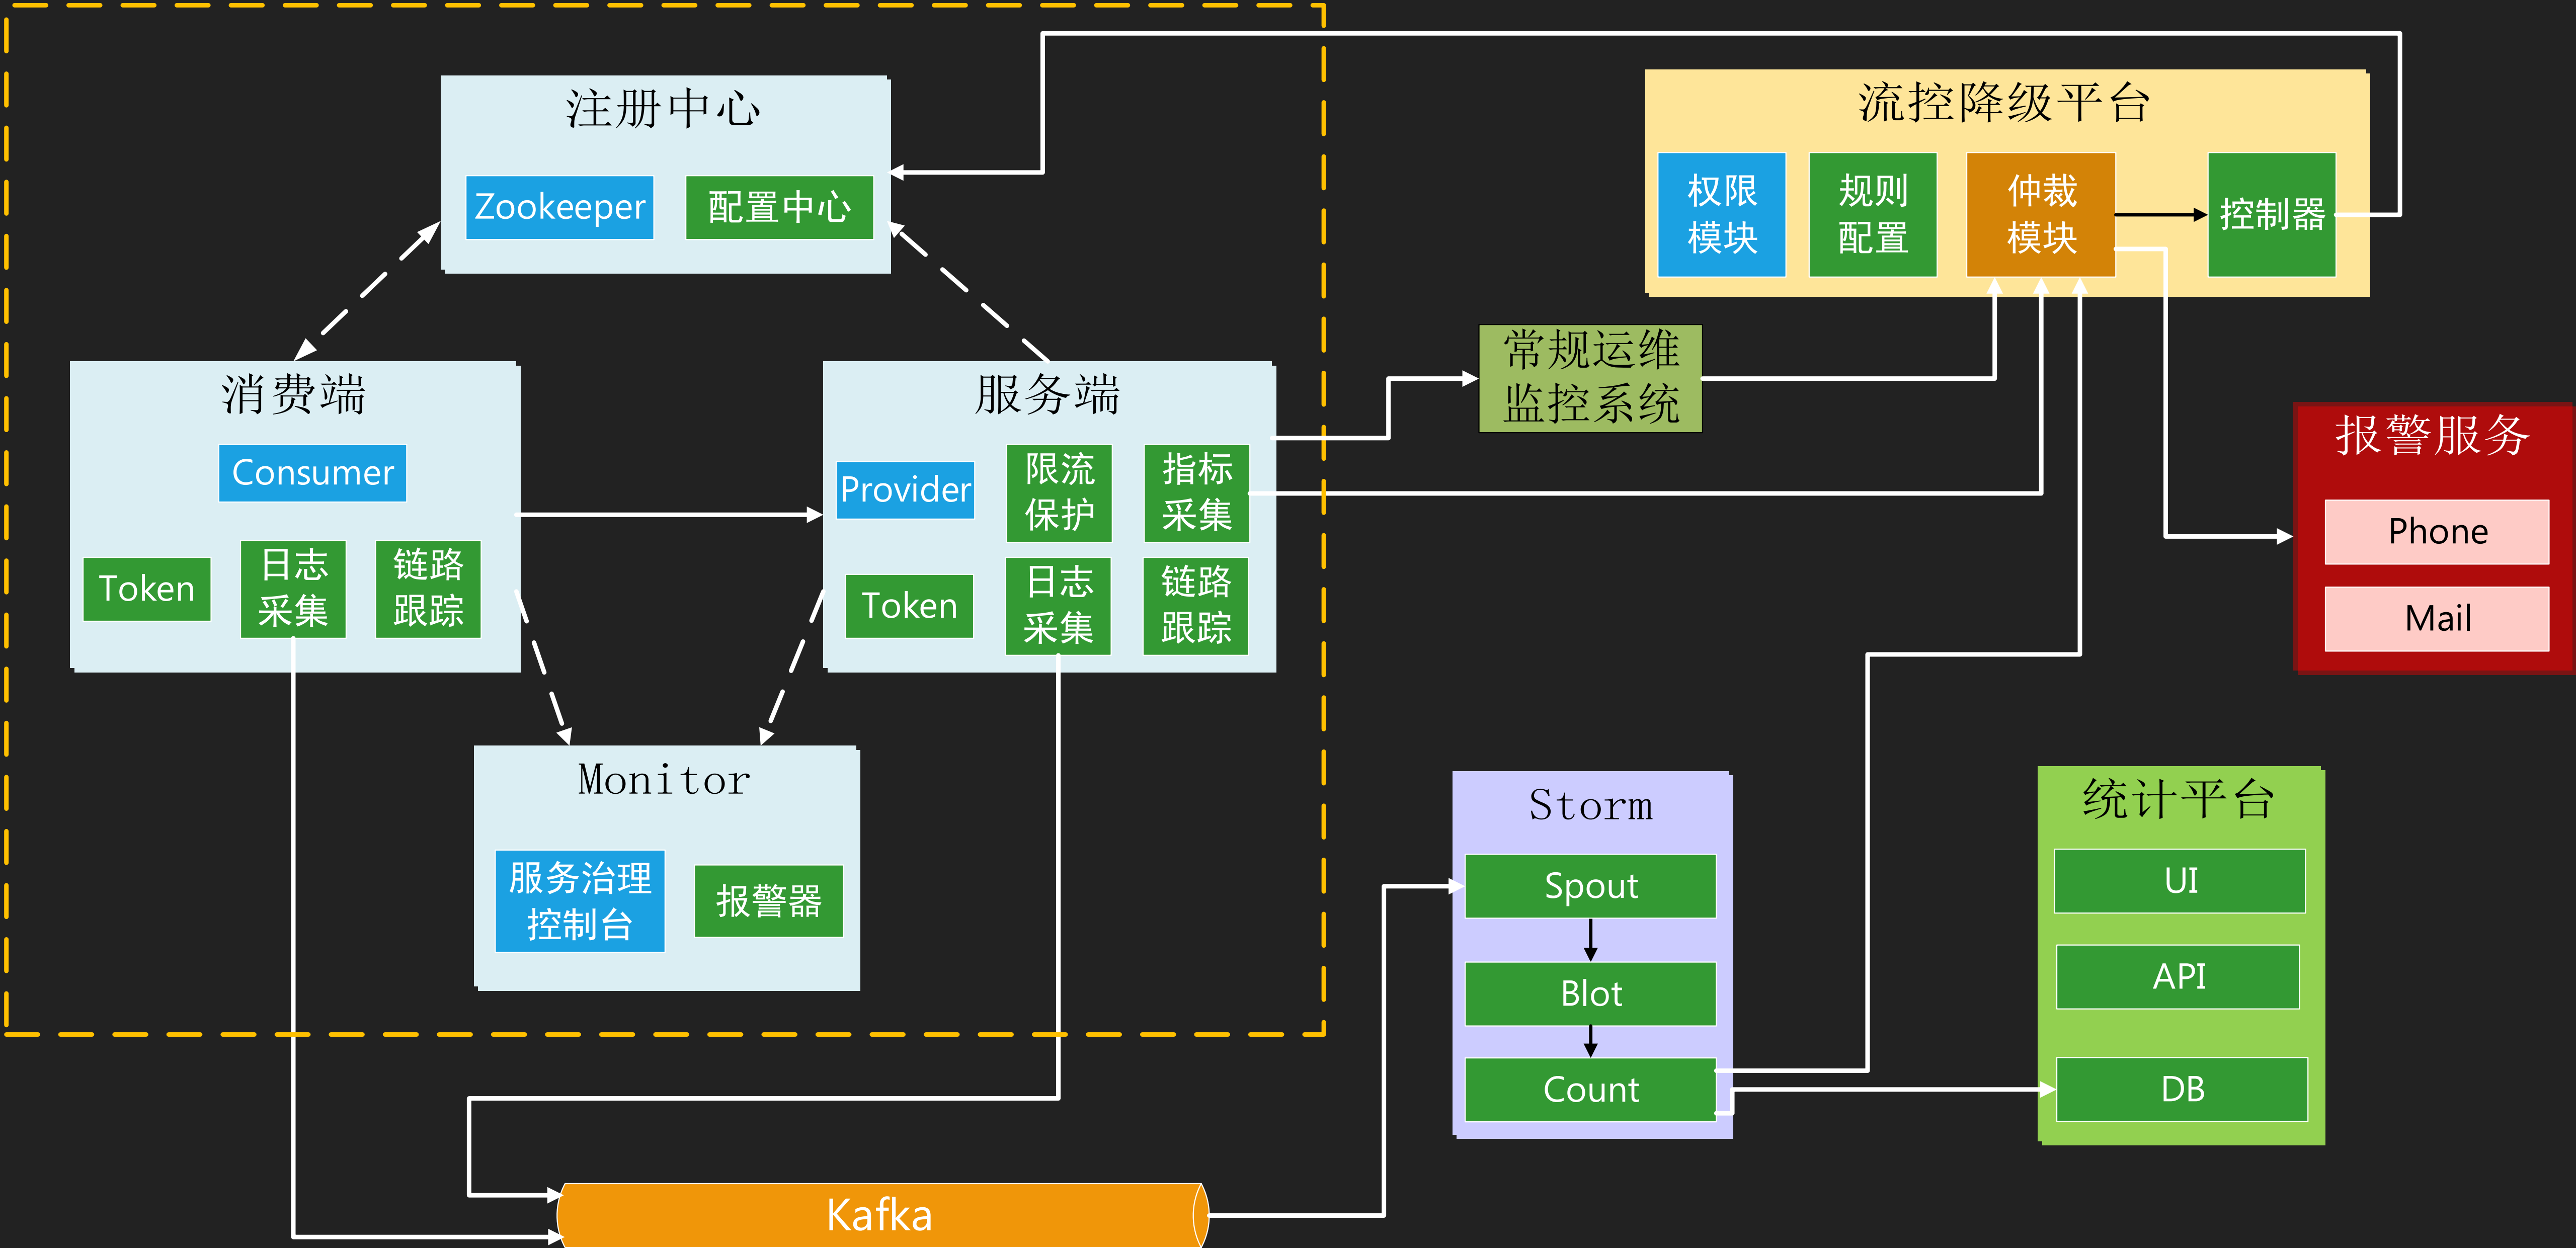 注册中心
Zookeeper
配置中心
流控降级平台
权限
模块
规则
配置
仲裁
模块
控制器
消费端
Consumer
Token
日志
采集
链路
跟踪
服务端
Provider
限流
保护
指标
采集
Token
日志
采集
链路
跟踪
常规运维
监控系统
报警服务
Phone
Mail
Monitor
服务治理
控制台
报警器
Storm
Spout
Blot
Count
统计平台
UI
API
DB
Kafka